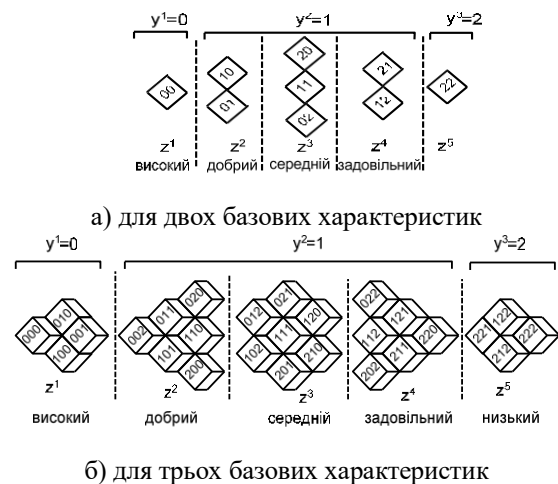 y¹=0 y²=1 y³=2
20
10 21
00 11 22
01 12
02
z¹ z² z³ z⁴ z⁵
високий добрий середній задовільний
а) для двох базових характеристик
y¹=0 y²=1 y³=2
020 021 022
011 012 120 121
010 122
000 001 002 110 111 112 220 221 222
100 212
101 102 210 211
200 201 202
z¹ z² z³ z⁴ z⁵
високий добрий середній задовільний низький
б) для трьох базових характеристик